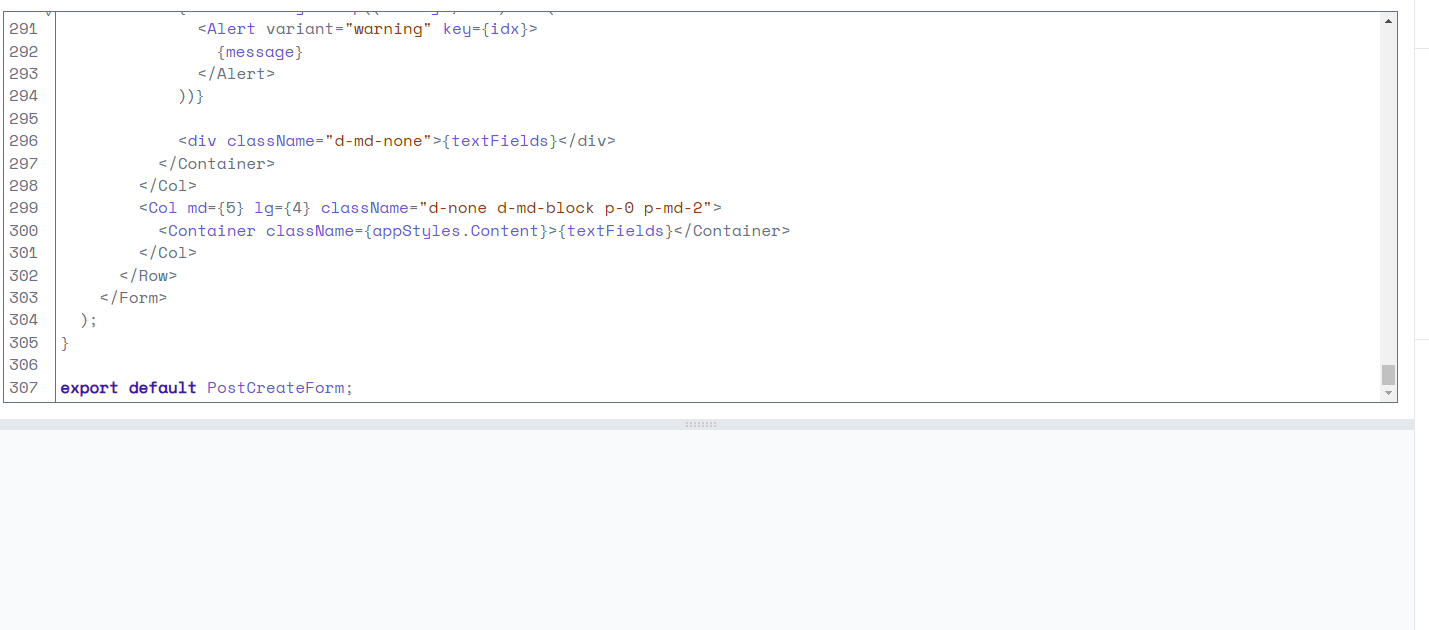 291 <Alert variant="warning" key={idx}>
292 {message}
293 </Alert>
294 ))}
295
296 <div className="d-md-none">{textFields}</div>
297 </Container>
298 </Col>
299 <Col md={5} lg={4} className="d-none d-md-block p-0 p-md-2">
300 <Container className={appStyles.Content}>{textFields}</Container>
301 </Col>
302 </Row>
303 </Form>
304 );
305 }
306
307 export default PostCreateForm;